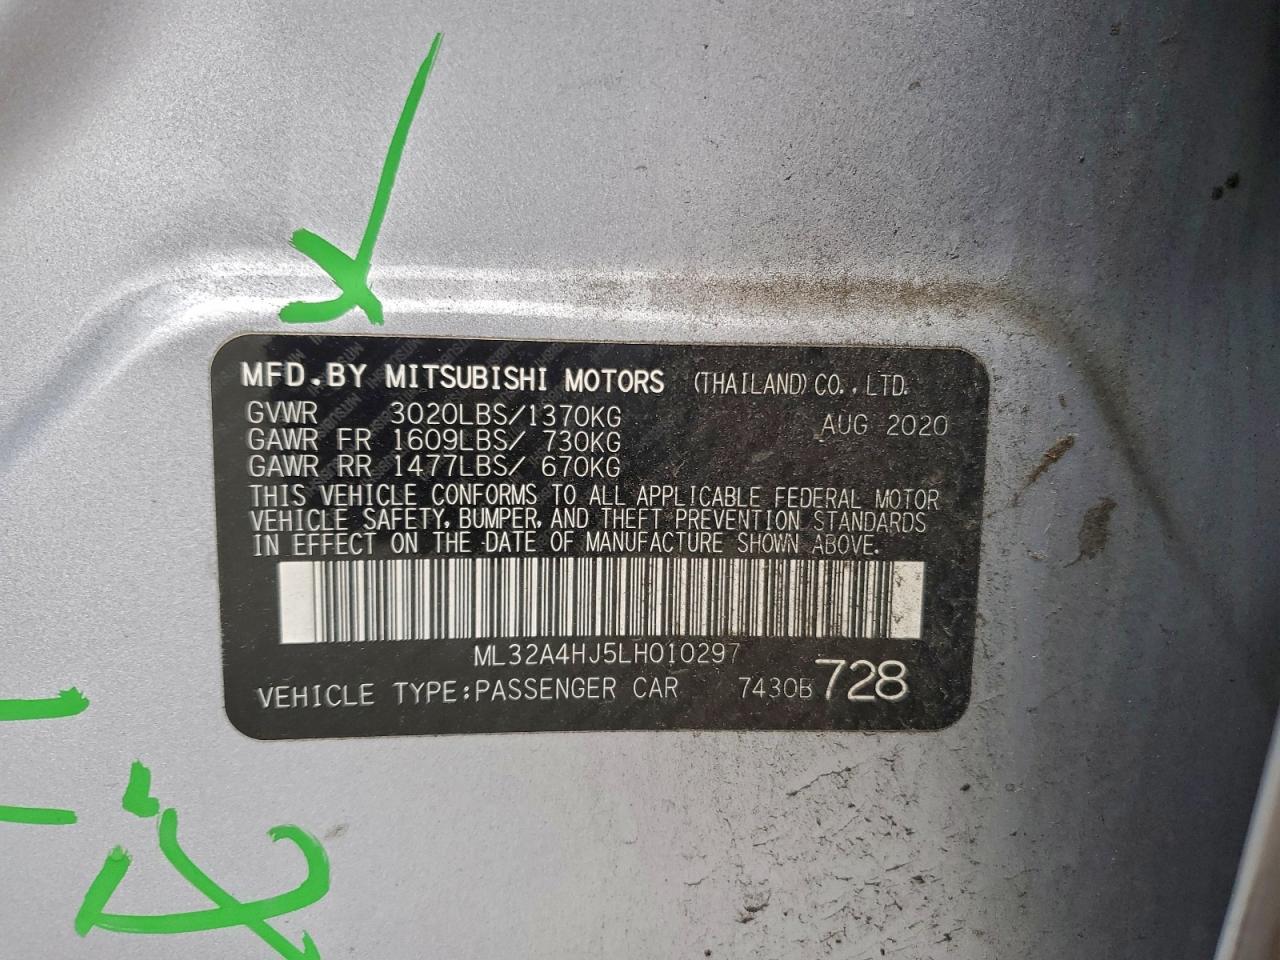 MFD.BY MITSUBISHI MOTORS (THAILAND) CO., LTD.
GVWR 3020LBS/1370KG AUG 2020
GAWR FR 1609LBS/ 730KG
GAWR RR 1477LBS/ 670KG
THIS VEHICLE CONFORMS TO ALL APPLICABLE FEDERAL MOTOR
VEHICLE SAFETY, BUMPER, AND THEFT PREVENTION STANDARDS
IN EFFECT ON THE DATE OF MANUFACTURE SHOWN ABOVE.
ML32A4HJ5LH010297
VEHICLE TYPE:PASSENGER CAR 7430B 728